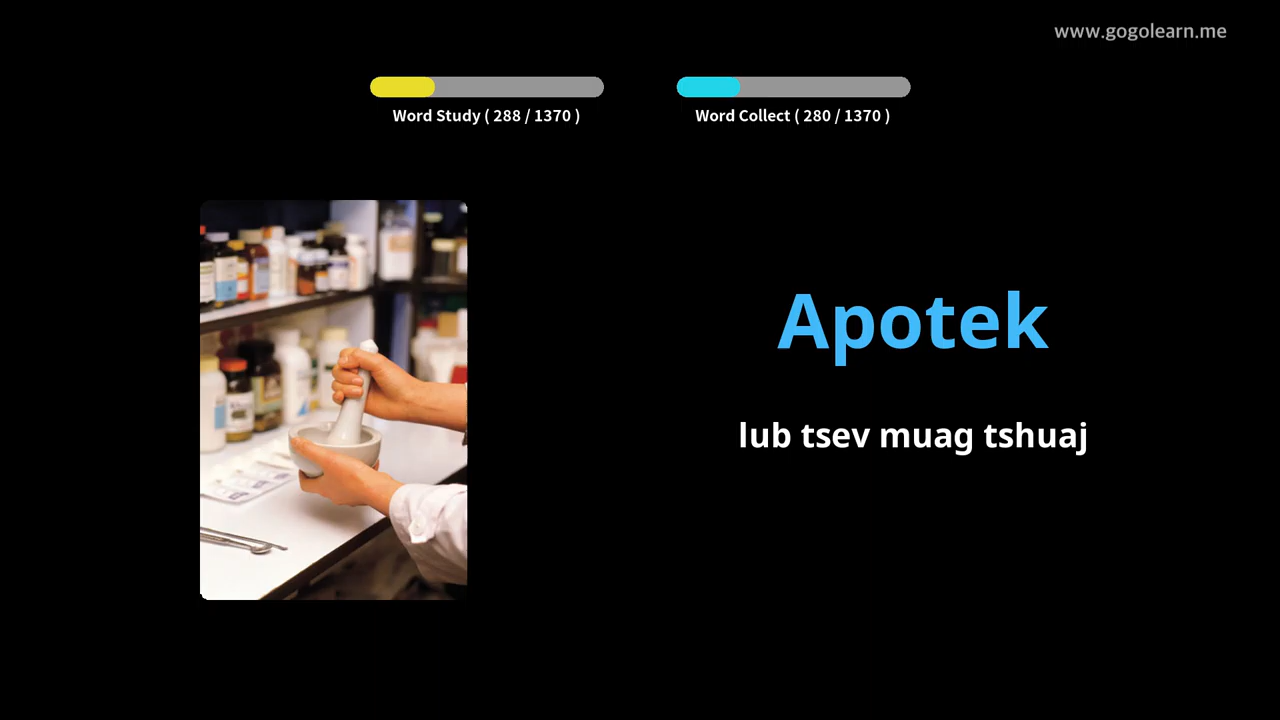 www.gogolearn.me
Word Study ( 288 / 1370 )
Word Collect ( 280 / 1370 )
Apotek
lub tsev muag tshuaj